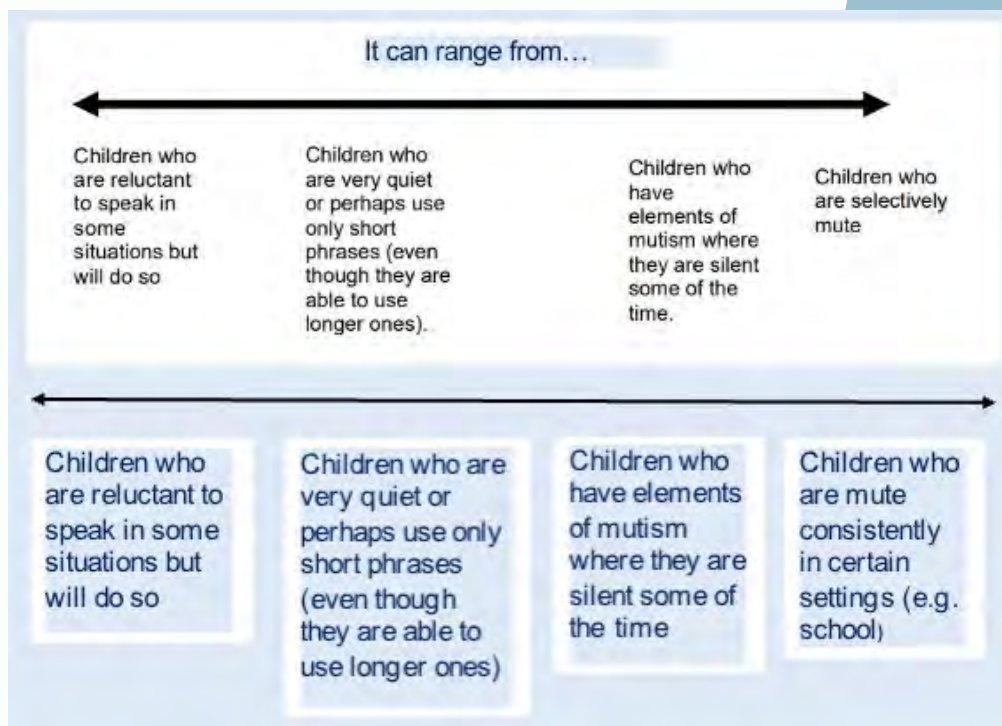 It can range from...
Children who
are reluctant
to speak in
some
situations but
will do so
Children who
are very quiet
or perhaps use
only short
phrases (even
though they are
able to use
longer ones).
Children who
have
elements of
mutism where
they are silent
some of the
time.
Children who
are selectively
mute
Children who
are reluctant to
speak in some
situations but
will do so
Children who are
very quiet or
perhaps use only
short phrases
(even though
they are able to
use longer ones)
Children who
have elements
of mutism
where they are
silent some of
the time
Children who
are mute
consistently
in certain
settings (e.g.
school)